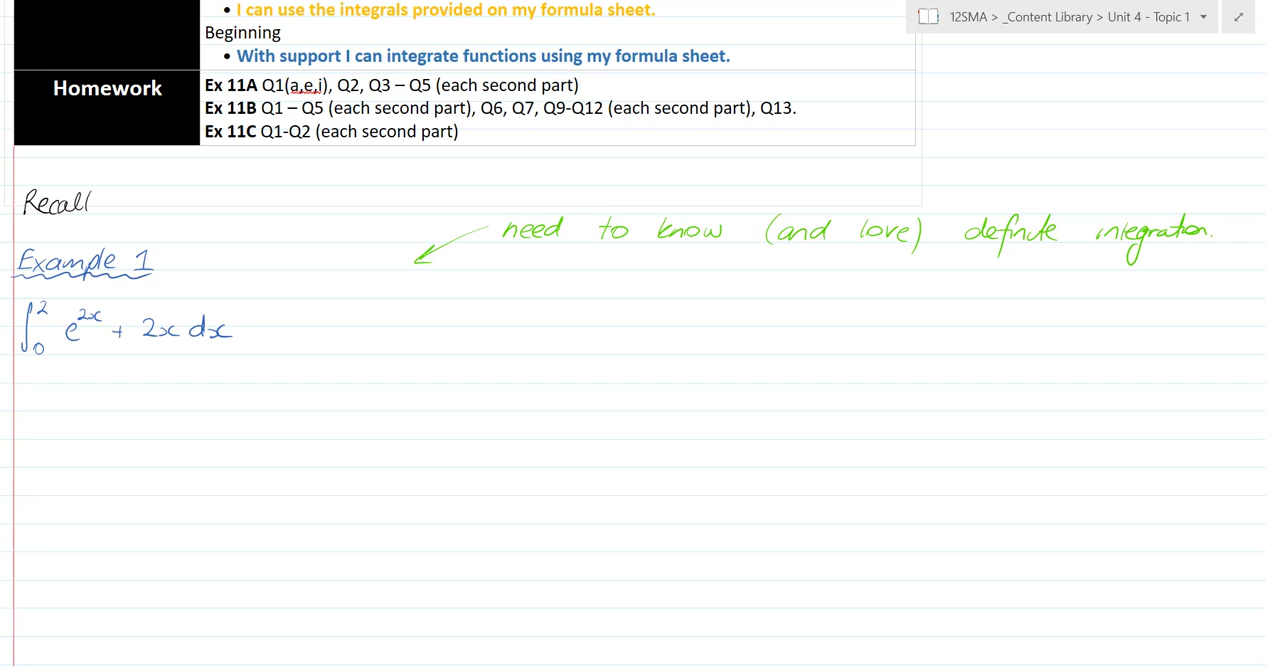 12SMA > _Content Library > Unit 4 - Topic 1
• I can use the integrals provided on my formula sheet.
Beginning
• With support I can integrate functions using my formula sheet.
Homework
Ex 11A Q1(a,e,i), Q2, Q3 – Q5 (each second part)
Ex 11B Q1 – Q5 (each second part), Q6, Q7, Q9-Q12 (each second part), Q13.
Ex 11C Q1-Q2 (each second part)
Recall
need to know (and love) definite integration.
Example 1
∫₀² e²ˣ + 2x dx